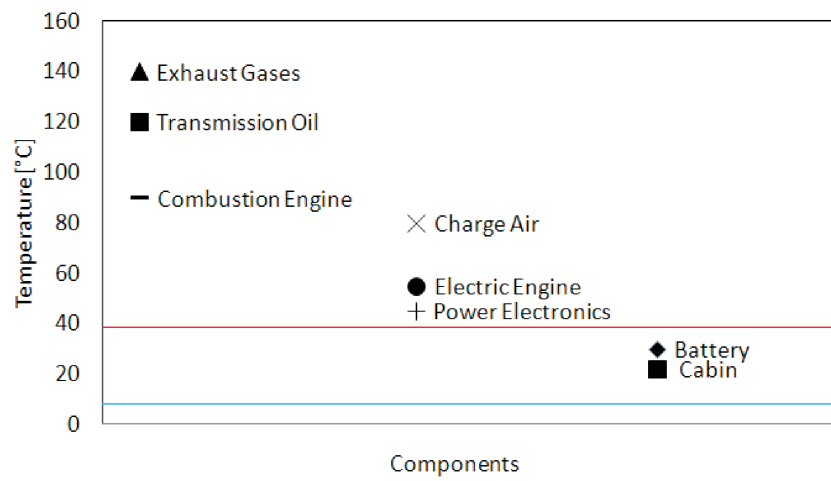 160
140
120
100
80
60
40
20
0
Temperature [°C]
Exhaust Gases
Transmission Oil
Combustion Engine
Charge Air
Electric Engine
Power Electronics
Battery
Cabin
Components